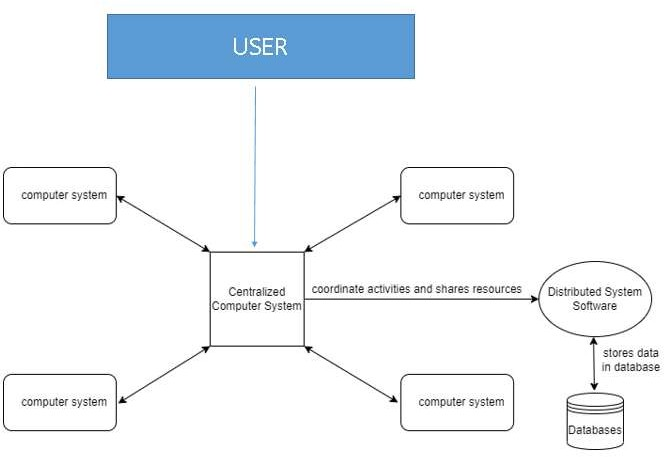 USER
computer system
computer system
Centralized
Computer System
coordinate activities and shares resources
Distributed System
Software
stores data
in database
computer system
computer system
Databases